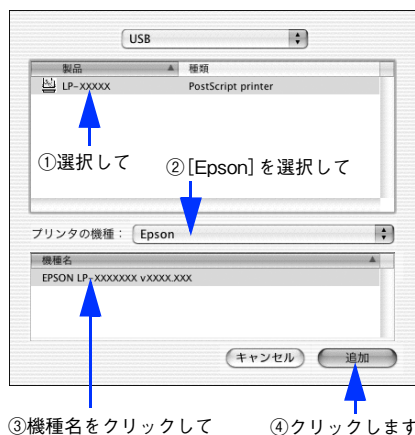 USB
製品 種類
LP-XXXXX PostScript printer
①選択して
②[Epson]を選択して
プリンタの機種： Epson
機種名
EPSON LP-XXXXXXX vXXXX.XXX
キャンセル 追加
③機種名をクリックして
④クリックします